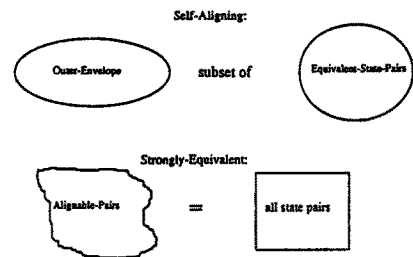 Self-Aligning:
Outer-Envelope subset of Equivalent-State-Pairs
Strongly-Equivalent:
Alignable-Pairs = all state pairs